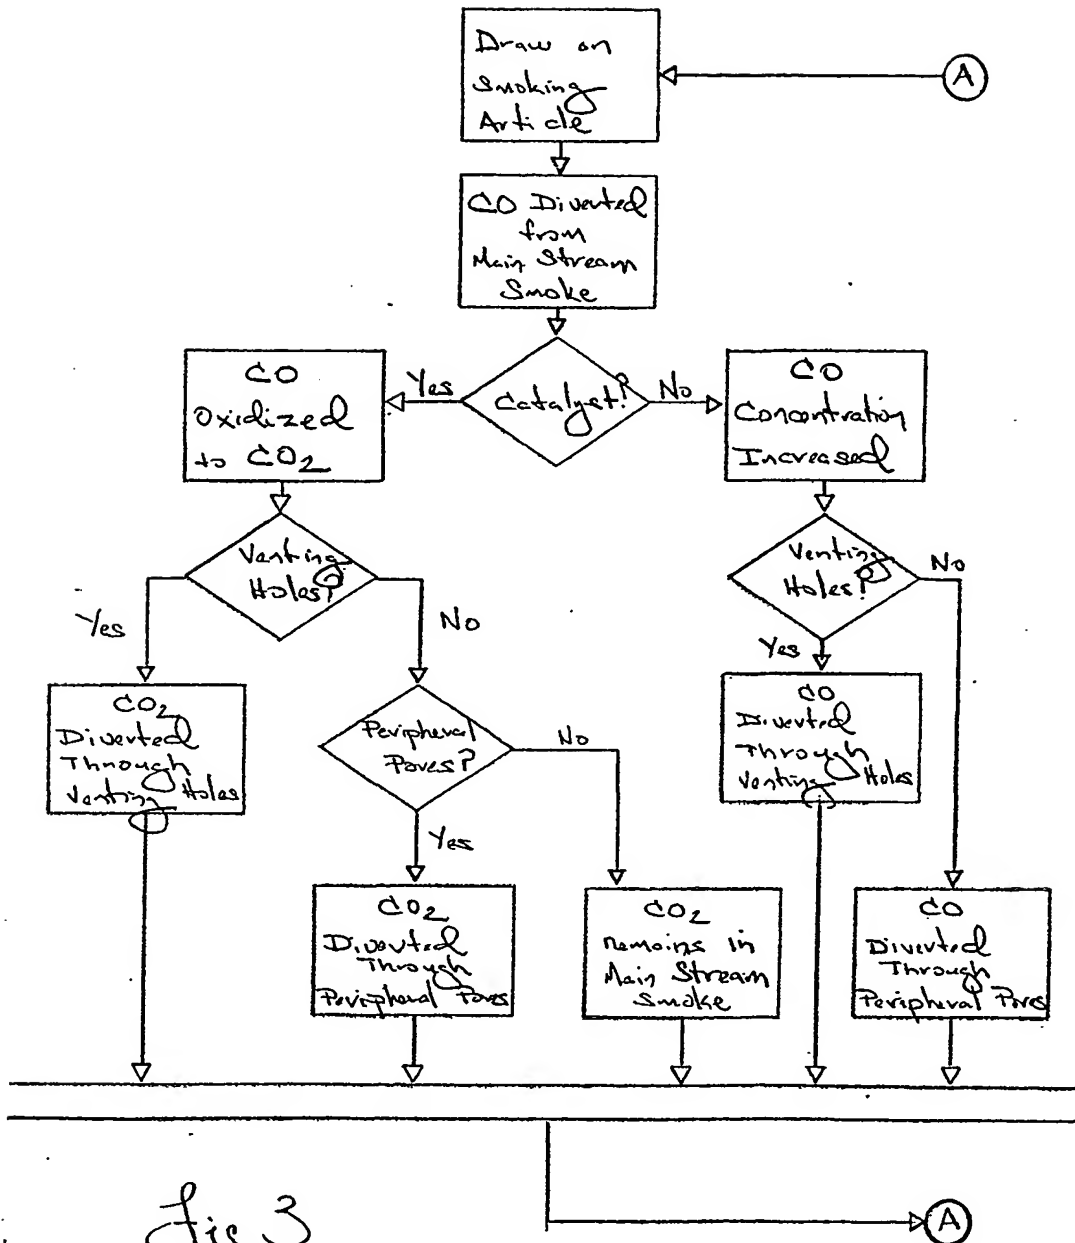 Draw on
Smoking
Article
A
CO Diverted
from
Main Stream
Smoke
Catalyst?
Yes
No
CO
Oxidized
to CO2
CO
Concentration
Increased
Venting
Holes?
Yes
No
Venting
Holes?
No
Yes
CO2
Diverted
Through
Venting Holes
Peripheral
Pores?
No
Yes
CO
Diverted
Through
Venting Holes
CO2
Diverted
Through
Peripheral Pores
CO2
remains in
Main Stream
Smoke
CO
Diverted
Through
Peripheral Pores
Fig 3
A